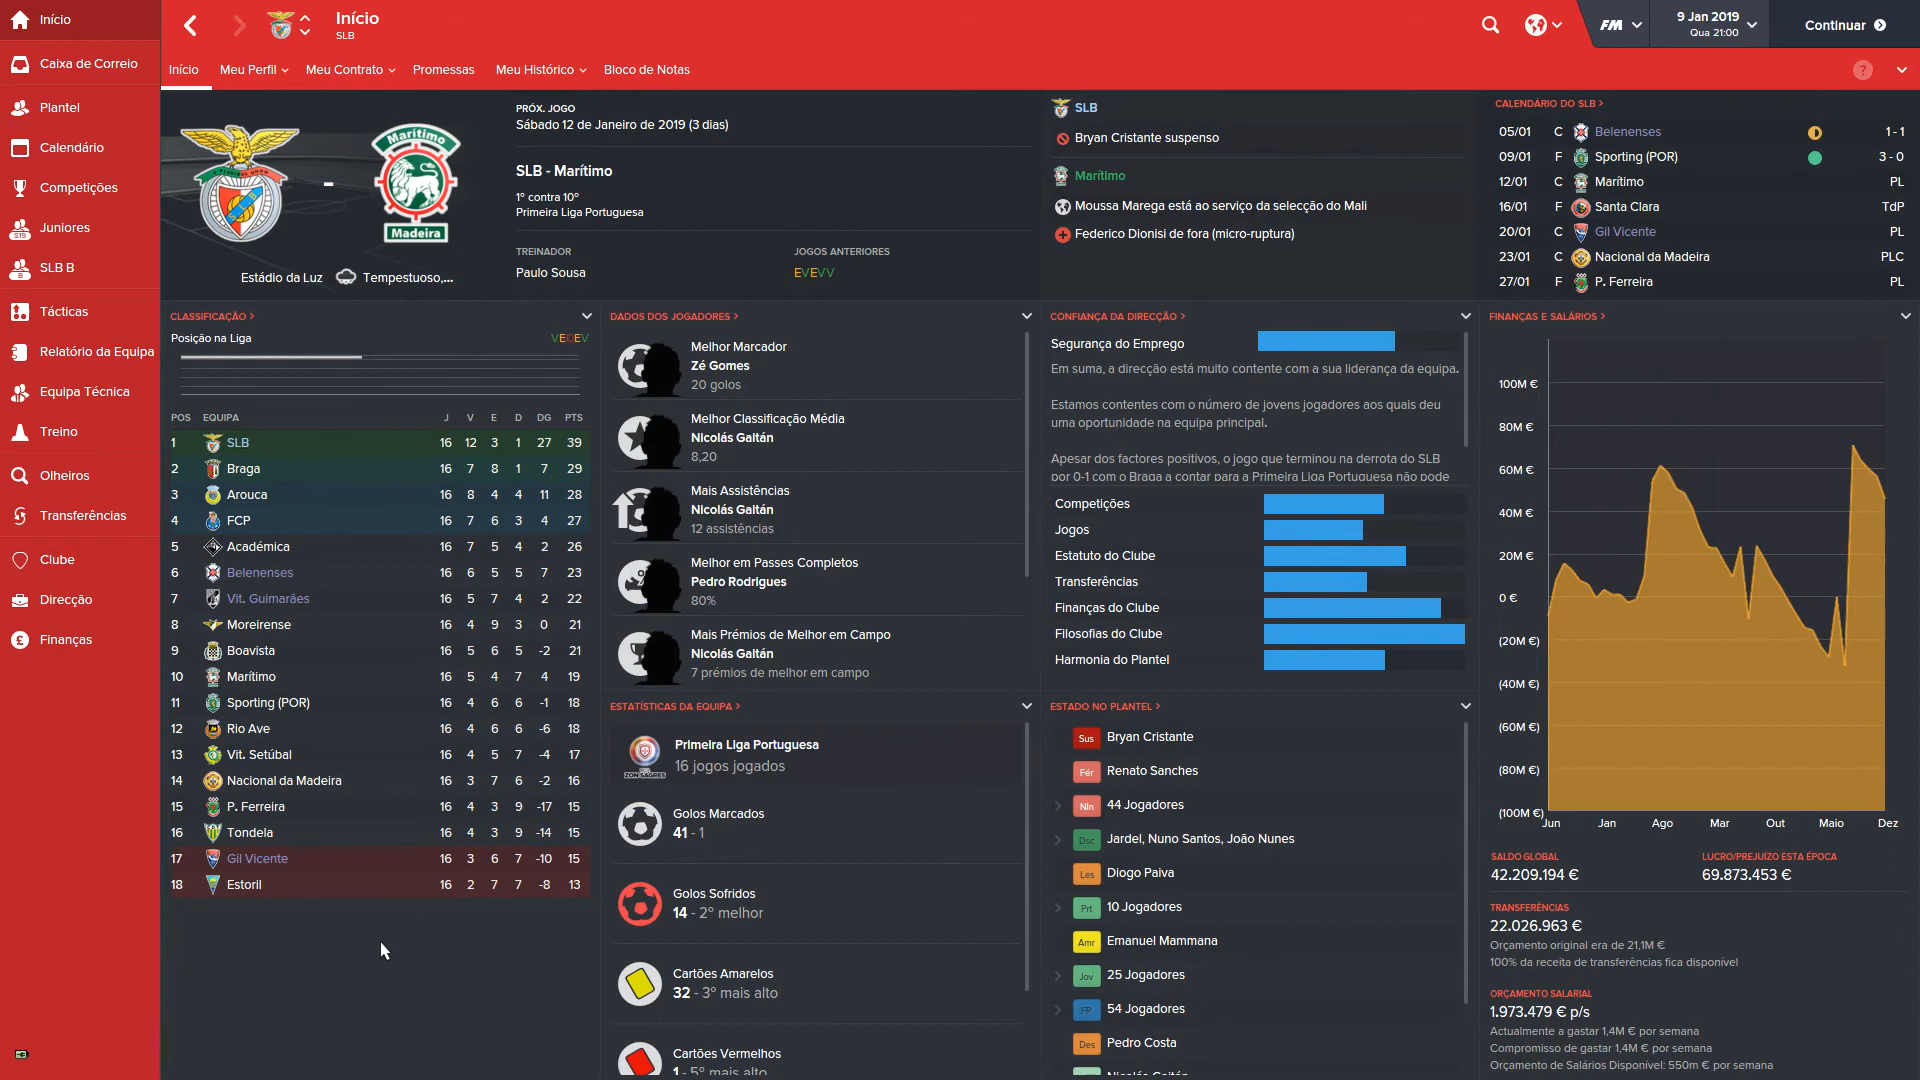 Início
Caixa de Correio
Plantel
Calendário
Competições
Juniores
SLB B
Tácticas
Relatório da Equipa
Equipa Técnica
Treino
Olheiros
Transferências
Clube
Direcção
Finanças
Início
SLB
FM
9 Jan 2019
Qua 21:00
Continuar
Início
Meu Perfil
Meu Contrato
Promessas
Meu Histórico
Bloco de Notas
?
Marítimo
Madeira
-
Estádio da Luz
Tempestuoso,...
PRÓX. JOGO
Sábado 12 de Janeiro de 2019 (3 dias)
SLB - Marítimo
1º contra 10º
Primeira Liga Portuguesa
TREINADOR
Paulo Sousa
JOGOS ANTERIORES
EVEVV
SLB
Bryan Cristante suspenso
Marítimo
Moussa Marega está ao serviço da selecção do Mali
Federico Dionisi de fora (micro-ruptura)
CALENDÁRIO DO SLB >
05/01 C Belenenses 1 - 1
09/01 F Sporting (POR) 3 - 0
12/01 C Marítimo PL
16/01 F Santa Clara TdP
20/01 C Gil Vicente PL
23/01 C Nacional da Madeira PLC
27/01 F P. Ferreira PL
CLASSIFICAÇÃO >
Posição na Liga VEDEV
POS EQUIPA J V E D DG PTS
1 SLB 16 12 3 1 27 39
2 Braga 16 7 8 1 7 29
3 Arouca 16 8 4 4 11 28
4 FCP 16 7 6 3 4 27
5 Académica 16 7 5 4 2 26
6 Belenenses 16 6 5 5 7 23
7 Vit. Guimarães 16 5 7 4 2 22
8 Moreirense 16 4 9 3 0 21
9 Boavista 16 5 6 5 -2 21
10 Marítimo 16 5 4 7 4 19
11 Sporting (POR) 16 4 6 6 -1 18
12 Rio Ave 16 4 6 6 -6 18
13 Vit. Setúbal 16 4 5 7 -4 17
14 Nacional da Madeira 16 3 7 6 -2 16
15 P. Ferreira 16 4 3 9 -17 15
16 Tondela 16 4 3 9 -14 15
17 Gil Vicente 16 3 6 7 -10 15
18 Estoril 16 2 7 7 -8 13
DADOS DOS JOGADORES >
Melhor Marcador
Zé Gomes
20 golos
Melhor Classificação Média
Nicolás Gaitán
8,20
Mais Assistências
Nicolás Gaitán
12 assistências
Melhor em Passes Completos
Pedro Rodrigues
80%
Mais Prémios de Melhor em Campo
Nicolás Gaitán
7 prémios de melhor em campo
ESTATÍSTICAS DA EQUIPA >
Primeira Liga Portuguesa
16 jogos jogados
Golos Marcados
41 - 1
Golos Sofridos
14 - 2º melhor
Cartões Amarelos
32 - 3º mais alto
Cartões Vermelhos
1 - 5º mais alto
CONFIANÇA DA DIRECÇÃO >
Segurança do Emprego
Em suma, a direcção está muito contente com a sua liderança da equipa.
Estamos contentes com o número de jovens jogadores aos quais deu
uma oportunidade na equipa principal.
Apesar dos factores positivos, o jogo que terminou na derrota do SLB
por 0-1 com o Braga a contar para a Primeira Liga Portuguesa não pode
Competições
Jogos
Estatuto do Clube
Transferências
Finanças do Clube
Filosofias do Clube
Harmonia do Plantel
ESTADO NO PLANTEL >
Sus Bryan Cristante
Fér Renato Sanches
NIn 44 Jogadores
Dsc Jardel, Nuno Santos, João Nunes
Les Diogo Paiva
Prt 10 Jogadores
Amr Emanuel Mammana
Jov 25 Jogadores
FP 54 Jogadores
Des Pedro Costa
Nicolás Gaitán
FINANÇAS E SALÁRIOS >
100M €
80M €
60M €
40M €
20M €
0 €
(20M €)
(40M €)
(60M €)
(80M €)
(100M €)
Jun Jan Ago Mar Out Maio Dez
SALDO GLOBAL
42.209.194 €
LUCRO/PREJUÍZO ESTA ÉPOCA
69.873.453 €
TRANSFERÊNCIAS
22.026.963 €
Orçamento original era de 21,1M €
100% da receita de transferências fica disponível
ORÇAMENTO SALARIAL
1.973.479 € p/s
Actualmente a gastar 1,4M € por semana
Compromisso de gastar 1,4M € por semana
Orçamento de Salários Disponível: 550m € por semana